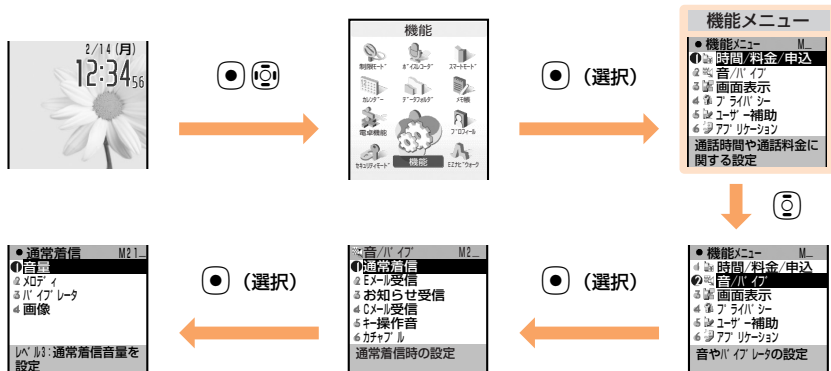 2/14(月)
12:34 56
機能
制限ﾓｰﾄﾞ ﾎﾞｲｽﾚｺｰﾀﾞ ｽﾏｰﾄﾓｰﾄﾞ
ｶﾚﾝﾀﾞｰ ﾃﾞｰﾀﾌｫﾙﾀﾞ ﾒﾓ帳
電卓機能 ﾌﾟﾛﾌｨｰﾙ
ｾｷｭﾘﾃｨﾓｰﾄﾞ 機能 EZﾅﾋﾞｳｫｰｸ
(選択)
機能メニュー
機能ﾒﾆｭｰ M_
1 時間/料金/申込
2 音/ﾊﾞｲﾌﾞ
3 画面表示
4 ﾌﾟﾗｲﾊﾞｼｰ
5 ﾕｰｻﾞｰ補助
6 ｱﾌﾟﾘｹｰｼｮﾝ
通話時間や通話料金に
関する設定
機能ﾒﾆｭｰ M_
1 時間/料金/申込
2 音/ﾊﾞｲﾌﾞ
3 画面表示
4 ﾌﾟﾗｲﾊﾞｼｰ
5 ﾕｰｻﾞｰ補助
6 ｱﾌﾟﾘｹｰｼｮﾝ
音やﾊﾞｲﾌﾞﾚｰﾀの設定
(選択)
音/ﾊﾞｲﾌﾞ M2_
1 通常着信
2 Eﾒｰﾙ受信
3 お知らせ受信
4 Cﾒｰﾙ受信
5 ｷｰ操作音
6 ｶﾁｬﾌﾟﾙ
通常着信時の設定
(選択)
通常着信 M21_
1 音量
2 ﾒﾛﾃﾞｨ
3 ﾊﾞｲﾌﾞﾚｰﾀ
4 画像
ﾚﾍﾞﾙ3:通常着信音量を
設定